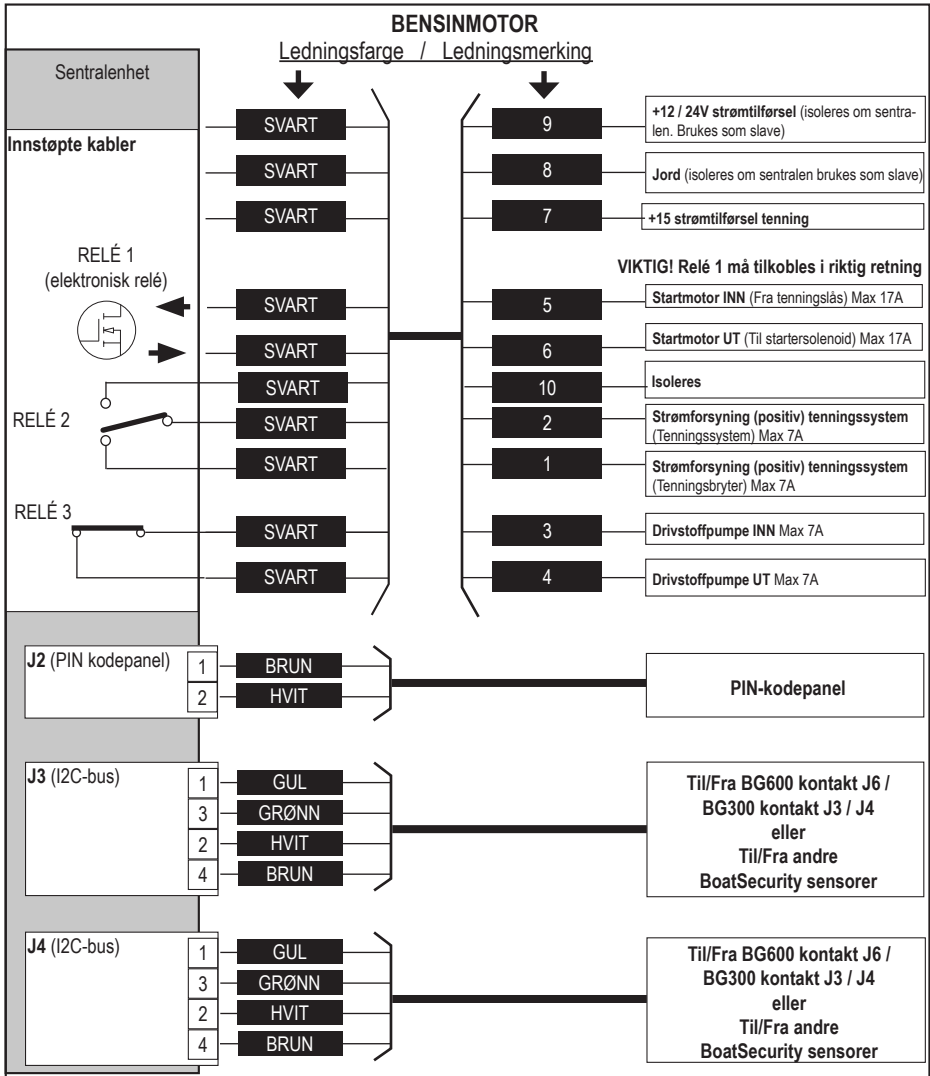 BENSINMOTOR
Ledningsfarge / Ledningsmerking
Sentralenhet
Innstøpte kabler
SVART 9 +12 / 24V strømtilførsel (isoleres om sentra-
len. Brukes som slave)
SVART 8 Jord (isoleres om sentralen brukes som slave)
SVART 7 +15 strømtilførsel tenning
VIKTIG! Relé 1 må tilkobles i riktig retning
RELÉ 1
(elektronisk relé)
SVART 5 Startmotor INN (Fra tenningslås) Max 17A
SVART 6 Startmotor UT (Til startersolenoid) Max 17A
SVART 10 Isoleres
RELÉ 2
SVART 2 Strømforsyning (positiv) tenningssystem
(Tenningssystem) Max 7A
SVART 1 Strømforsyning (positiv) tenningssystem
(Tenningsbryter) Max 7A
RELÉ 3
SVART 3 Drivstoffpumpe INN Max 7A
SVART 4 Drivstoffpumpe UT Max 7A
J2 (PIN kodepanel)
1 BRUN
2 HVIT
PIN-kodepanel
J3 (I2C-bus)
1 GUL
3 GRØNN
2 HVIT
4 BRUN
Til/Fra BG600 kontakt J6 /
BG300 kontakt J3 / J4
eller
Til/Fra andre
BoatSecurity sensorer
J4 (I2C-bus)
1 GUL
3 GRØNN
2 HVIT
4 BRUN
Til/Fra BG600 kontakt J6 /
BG300 kontakt J3 / J4
eller
Til/Fra andre
BoatSecurity sensorer